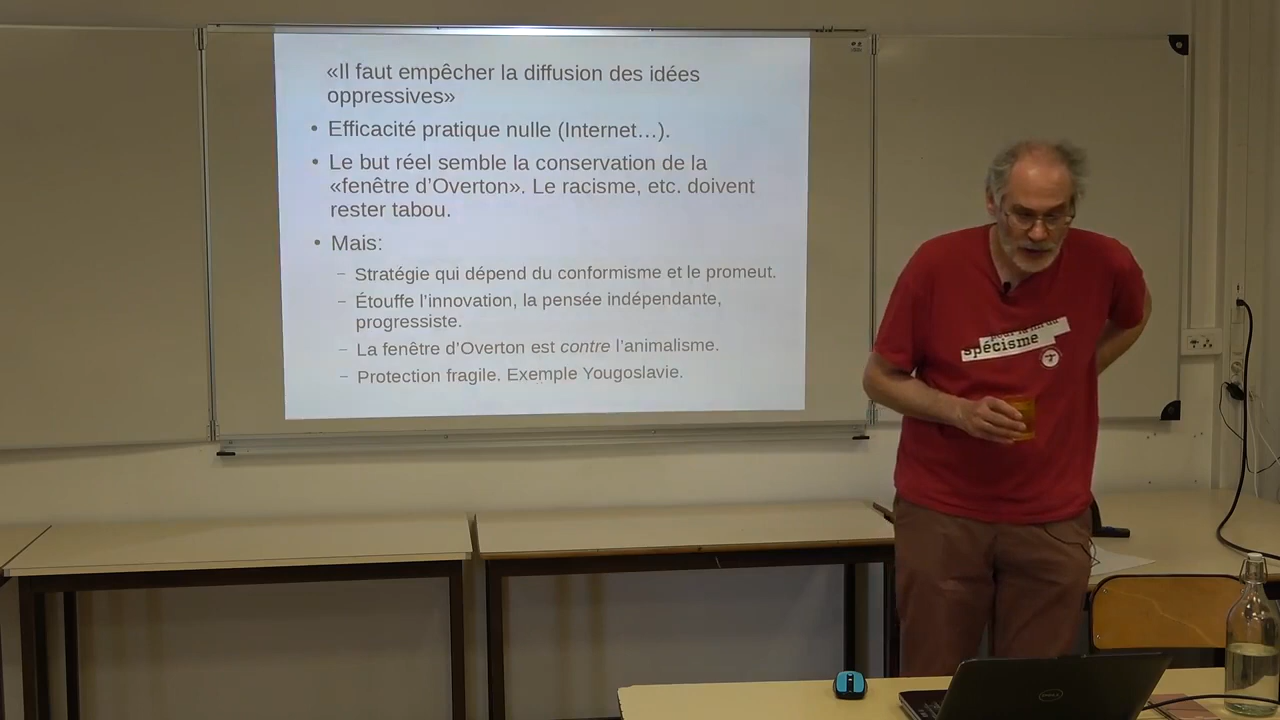 «Il faut empêcher la diffusion des idées
oppressives»
• Efficacité pratique nulle (Internet…).
• Le but réel semble la conservation de la
«fenêtre d’Overton». Le racisme, etc. doivent
rester tabou.
• Mais:
– Stratégie qui dépend du conformisme et le promeut.
– Étouffe l’innovation, la pensée indépendante,
progressiste.
– La fenêtre d’Overton est contre l’animalisme.
– Protection fragile. Exemple Yougoslavie.
spécisme
DELL